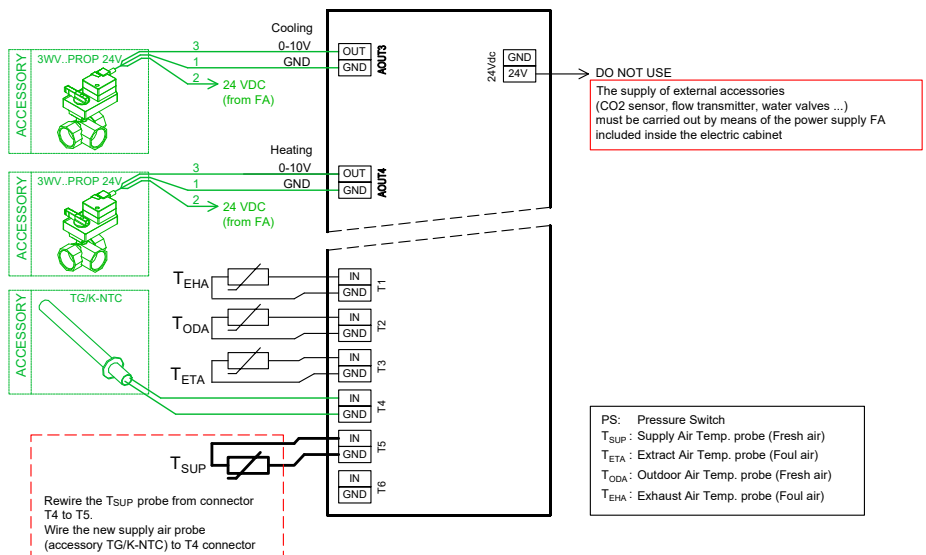 Cooling
ACCESSORY
3WV..PROP 24V
3
0-10V
1
GND
2
24 VDC
(from FA)
OUT
GND
AOUT3
24Vdc
GND
24V
DO NOT USE
The supply of external accessories
(CO2 sensor, flow transmitter, water valves ...)
must be carried out by means of the power supply FA
included inside the electric cabinet
Heating
ACCESSORY
3WV..PROP 24V
3
0-10V
1
GND
2
24 VDC
(from FA)
OUT
GND
AOUT4
TEHA
IN
GND
T1
TODA
IN
GND
T2
TETA
IN
GND
T3
ACCESSORY
TG/K-NTC
IN
GND
T4
TSUP
IN
GND
T5
IN
GND
T6
Rewire the TSUP probe from connector
T4 to T5.
Wire the new supply air probe
(accessory TG/K-NTC) to T4 connector
PS: Pressure Switch
TSUP : Supply Air Temp. probe (Fresh air)
TETA : Extract Air Temp. probe (Foul air)
TODA : Outdoor Air Temp. probe (Fresh air)
TEHA : Exhaust Air Temp. probe (Foul air)